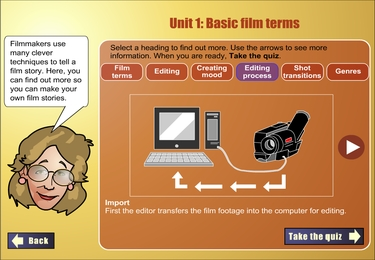 Unit 1: Basic film terms
Filmmakers use
many clever
techniques to tell
a film story. Here, you
can find out more so
you can make your
own film stories.
Select a heading to find out more. Use the arrows to see more
information. When you are ready, Take the quiz.
Film
terms
Editing
Creating
mood
Editing
process
Shot
transitions
Genres
Import
First the editor transfers the film footage into the computer for editing.
Back
Take the quiz